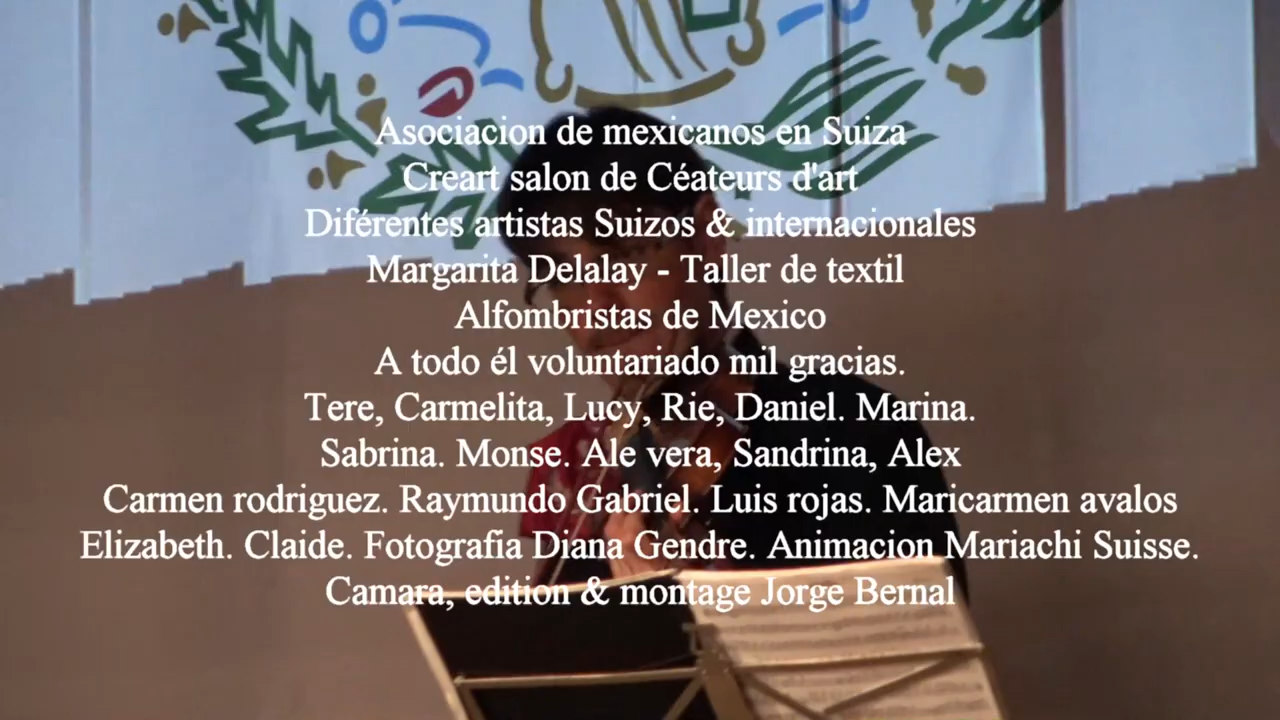 Asociacion de mexicanos en Suiza
Creart salon de Céateurs d'art
Diférentes artistas Suizos & internacionales
Margarita Delalay - Taller de textil
Alfombristas de Mexico
A todo él voluntariado mil gracias.
Tere, Carmelita, Lucy, Rie, Daniel. Marina.
Sabrina. Monse. Ale vera, Sandrina, Alex
Carmen rodriguez. Raymundo Gabriel. Luis rojas. Maricarmen avalos
Elizabeth. Claide. Fotografia Diana Gendre. Animacion Mariachi Suisse.
Camara, edition & montage Jorge Bernal